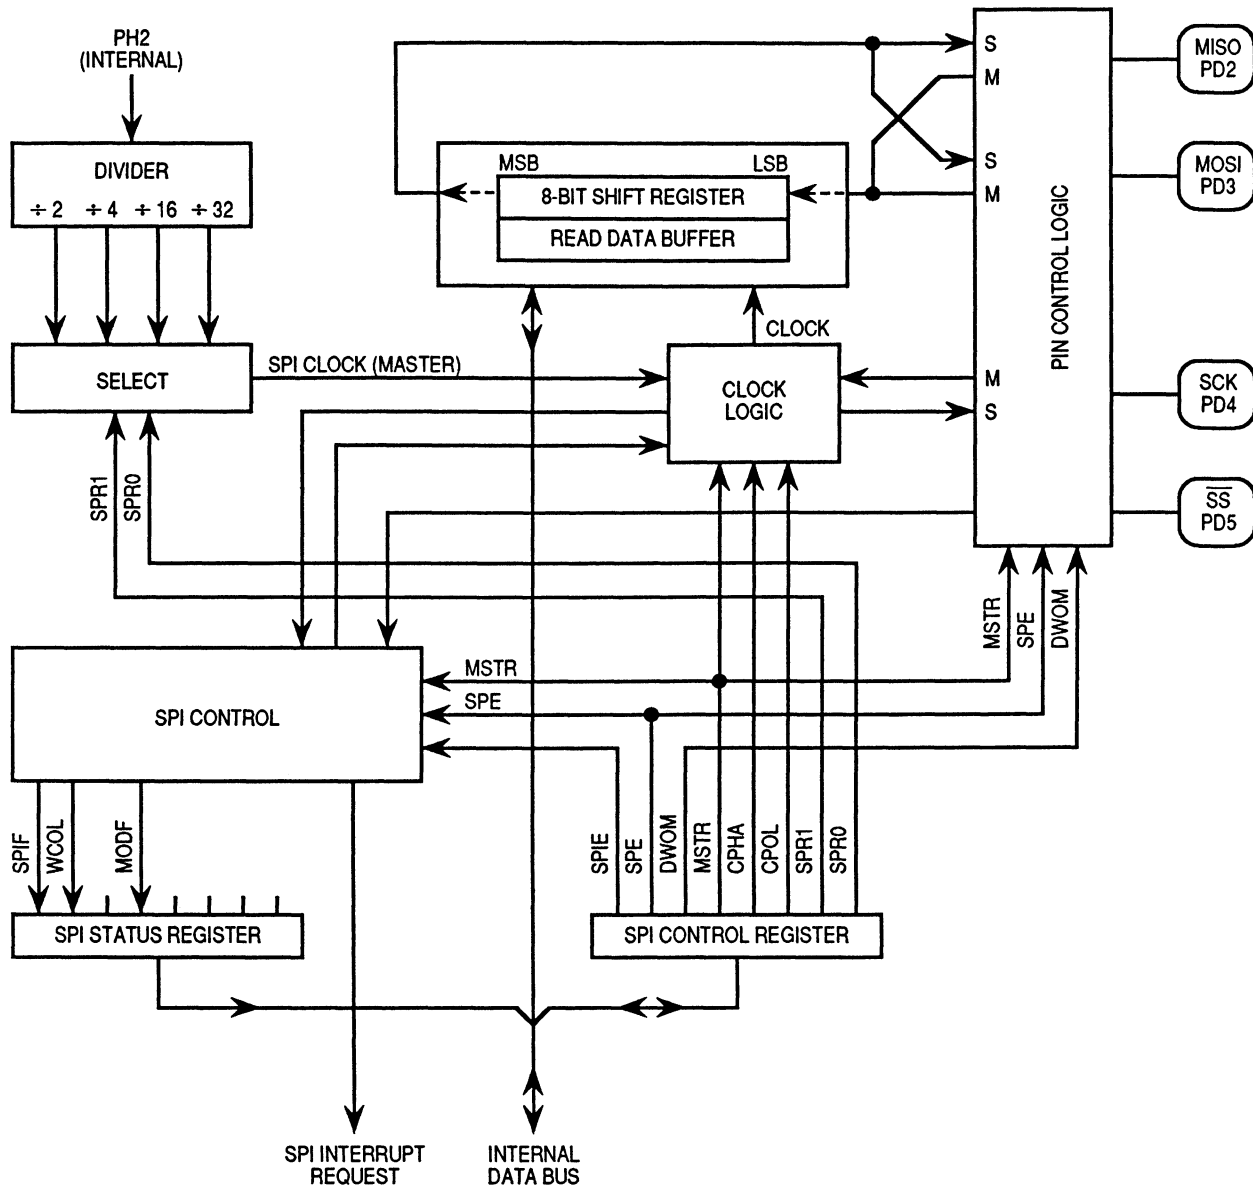 PH2
(INTERNAL)
DIVIDER
÷ 2 ÷ 4 ÷ 16 ÷ 32
SELECT
SPI CLOCK (MASTER)
SPR1
SPR0
MSB
LSB
8-BIT SHIFT REGISTER
READ DATA BUFFER
CLOCK
CLOCK
LOGIC
S
M
S
M
M
S
PIN CONTROL LOGIC
MISO
PD2
MOSI
PD3
SCK
PD4
SS
PD5
MSTR
SPE
DWOM
MSTR
SPE
SPI CONTROL
SPIF
WCOL
MODF
SPIE
SPE
DWOM
MSTR
CPHA
CPOL
SPR1
SPR0
SPI STATUS REGISTER
SPI CONTROL REGISTER
SPI INTERRUPT
REQUEST
INTERNAL
DATA BUS